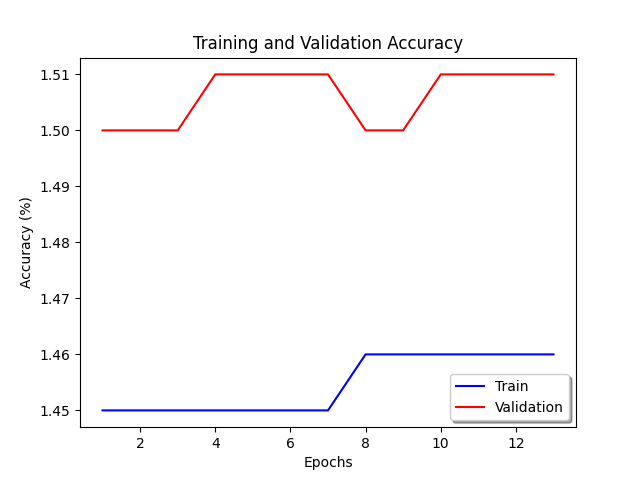 Training and Validation Accuracy
Accuracy (%)
1.51
1.50
1.49
1.48
1.47
1.46
1.45
Train
Validation
2 4 6 8 10 12
Epochs